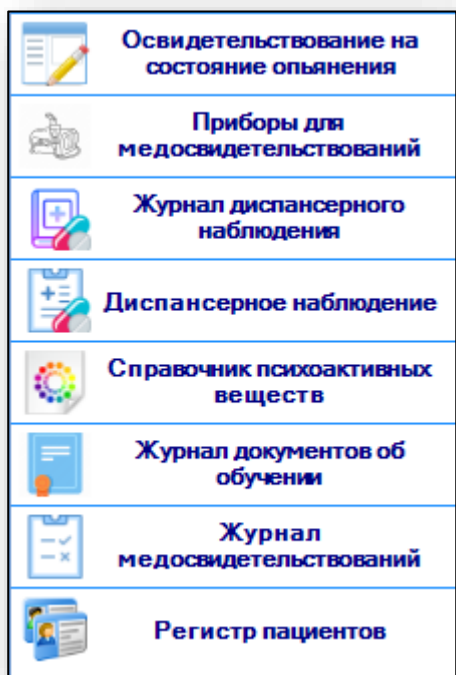 Освидетельствование на
состояние опьянения
Приборы для
медосвидетельствований
Журнал диспансерного
наблюдения
Диспансерное наблюдение
Справочник психоактивных
веществ
Журнал документов об
обучении
Журнал
медосвидетельствований
Регистр пациентов